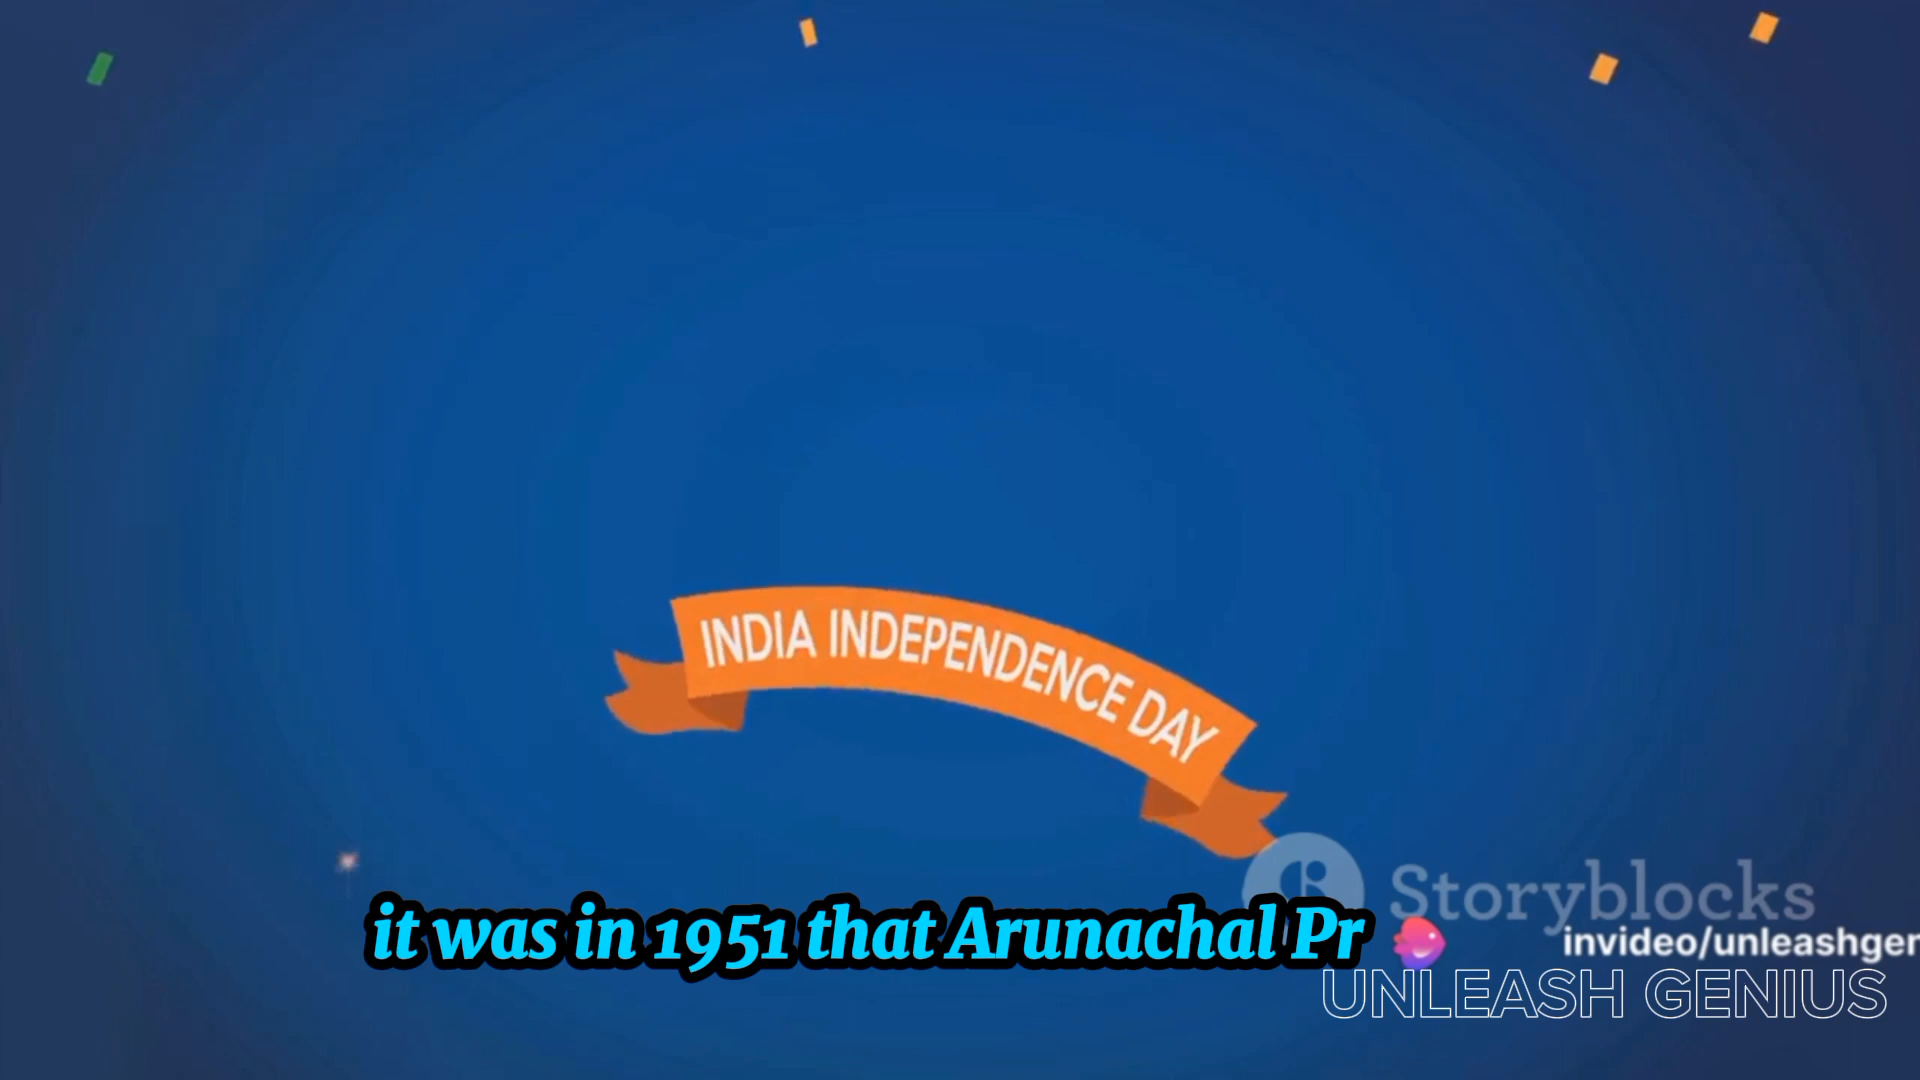 INDIA INDEPENDENCE DAY
Storyblocks
it was in 1951 that Arunachal Pr
invideo/unleashgen
UNLEASH GENIUS